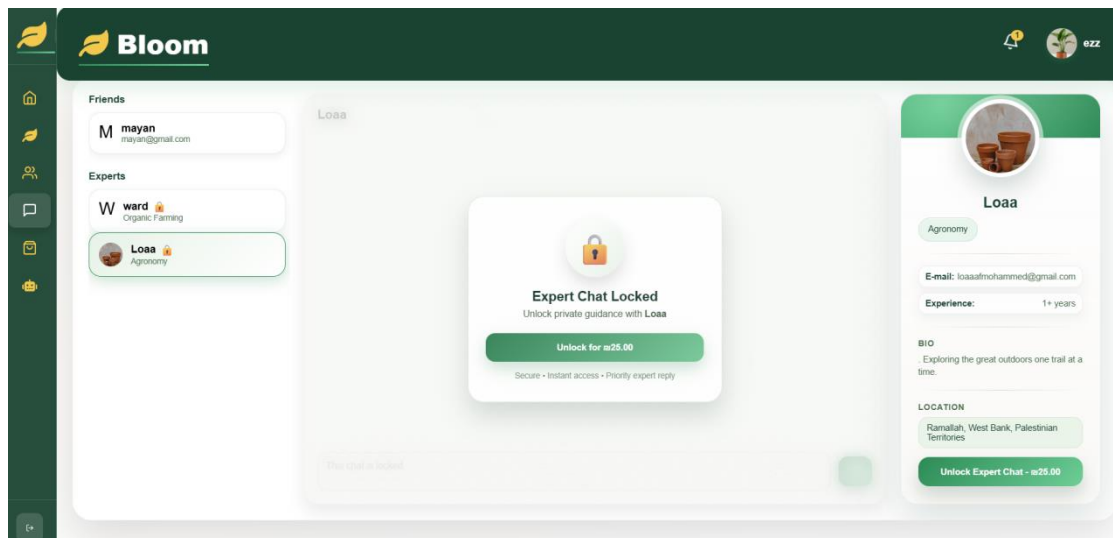 Bloom
1
ezz
Friends
M mayan
mayan@gmail.com
Experts
W ward
Organic Farming
Loaa
Agronomy
Loaa
Expert Chat Locked
Unlock private guidance with Loaa
Unlock for ₪25.00
Secure • Instant access • Priority expert reply
This chat is locked
Loaa
Agronomy
E-mail: loaaafmohammed@gmail.com
Experience: 1+ years
BIO
. Exploring the great outdoors one trail at a
time.
LOCATION
Ramallah, West Bank, Palestinian
Territories
Unlock Expert Chat - ₪25.00